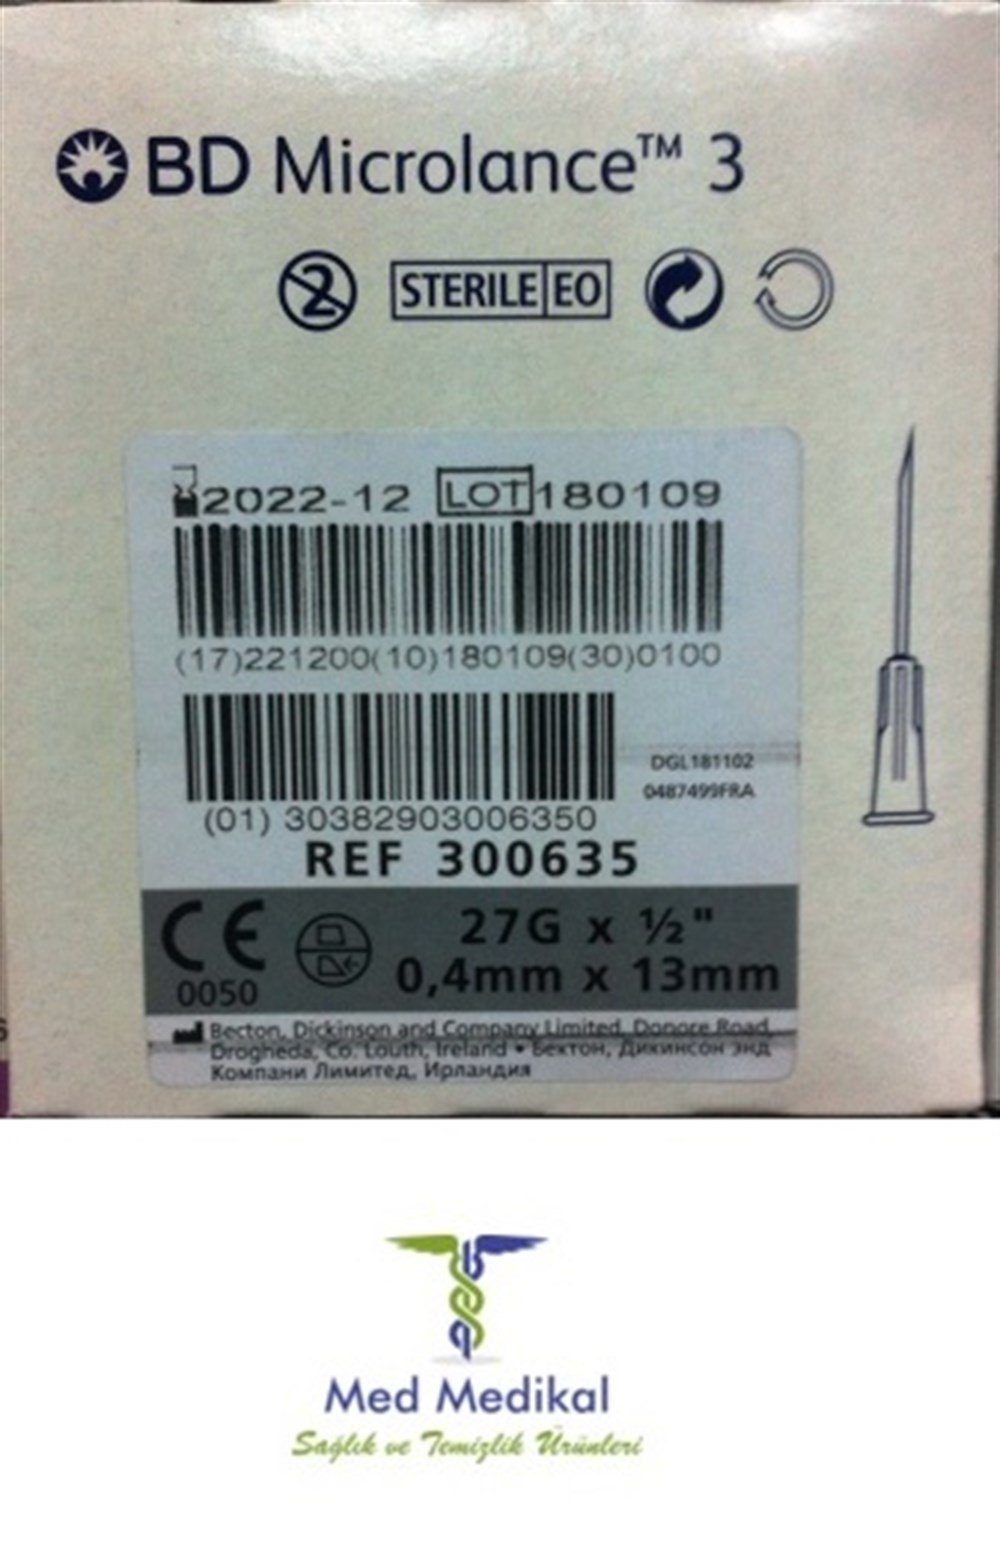 BD Microlance™ 3
2
STERILE EO
2022-12 LOT 180109
(17)221200(10)180109(30)0100
DGL181102
0487499FRA
(01) 30382903006350
REF 300635
CE 0050
27G x ½"
0,4mm x 13mm
Becton, Dickinson and Company Limited, Donore Road,
Drogheda, Co. Louth, Ireland • Бектон, Дикинсон энд
Компани Лимитед, Ирландия
Med Medikal
Sağlık ve Temizlik Ürünleri